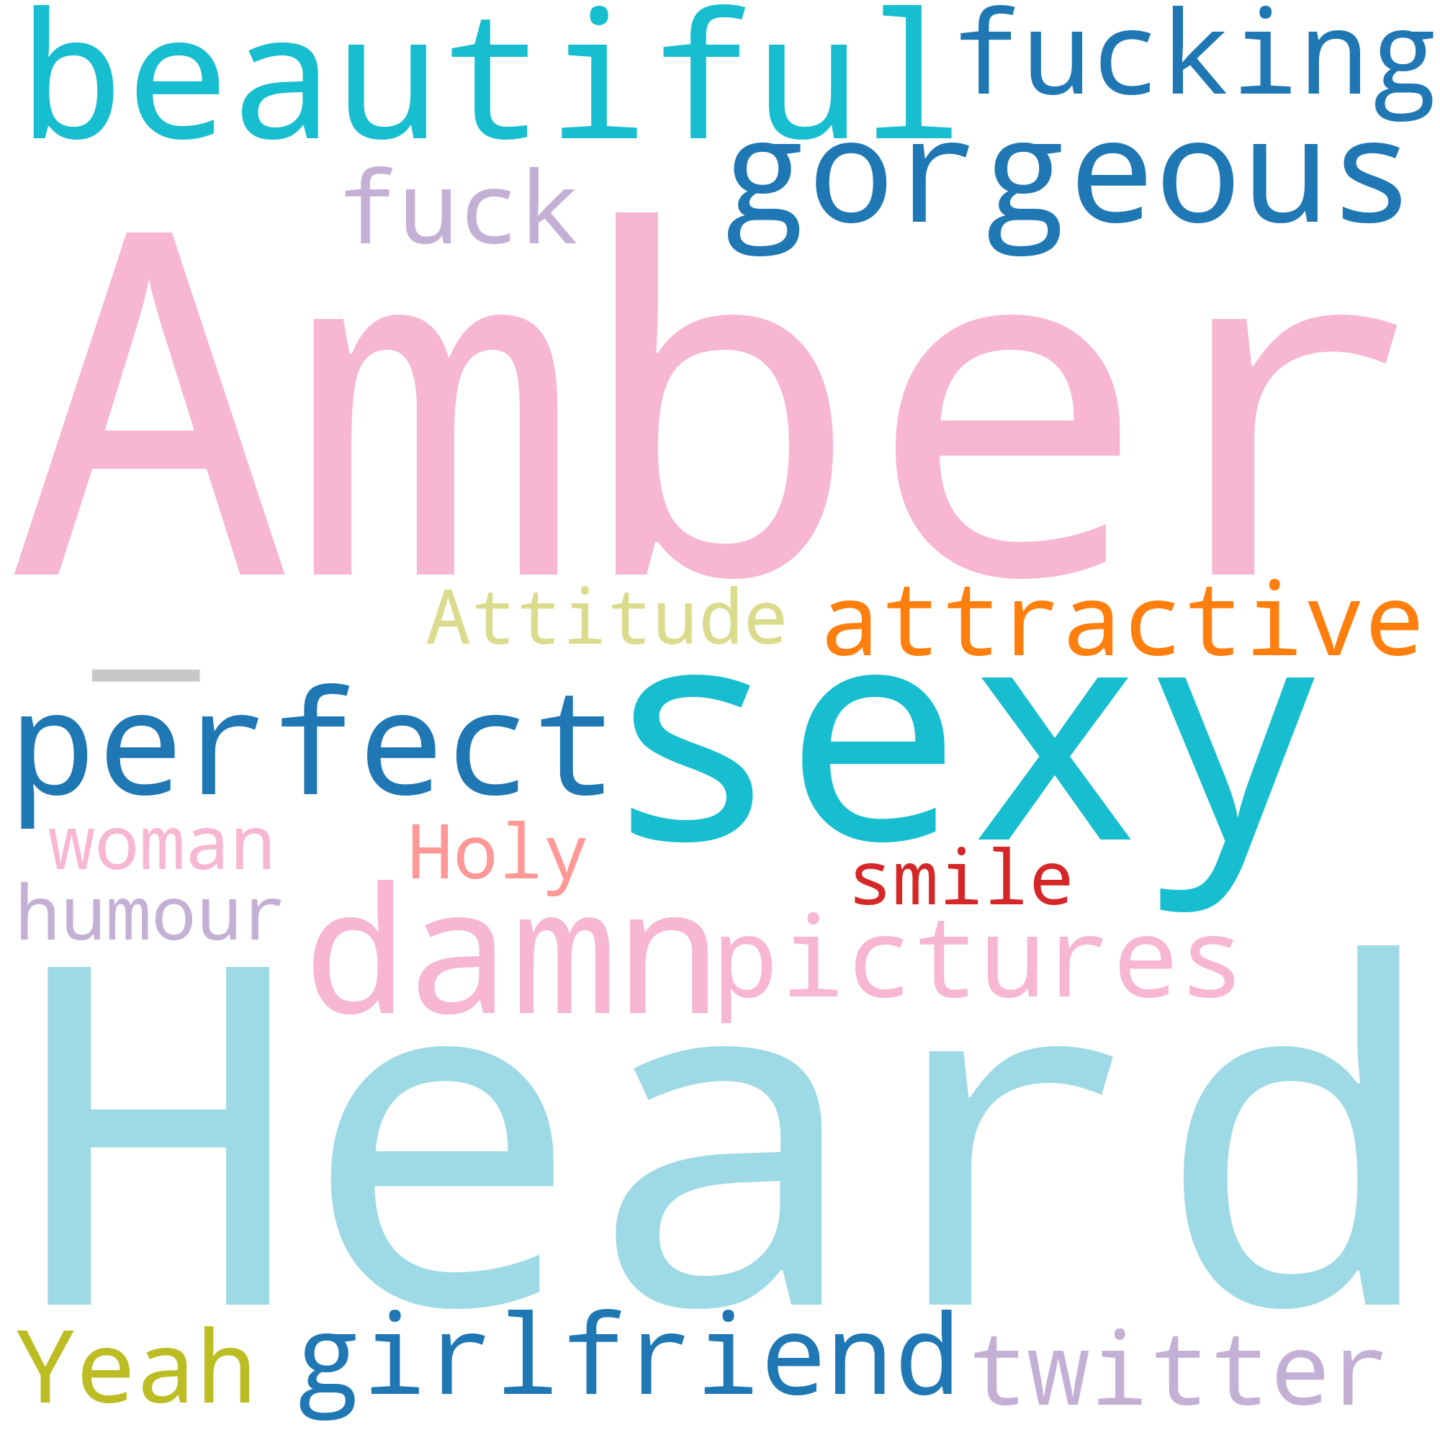 beautiful fucking
fuck gorgeous
Amber
Attitude attractive
perfect sexy
woman Holy smile
humour damn pictures
Heard
Yeah girlfriend twitter